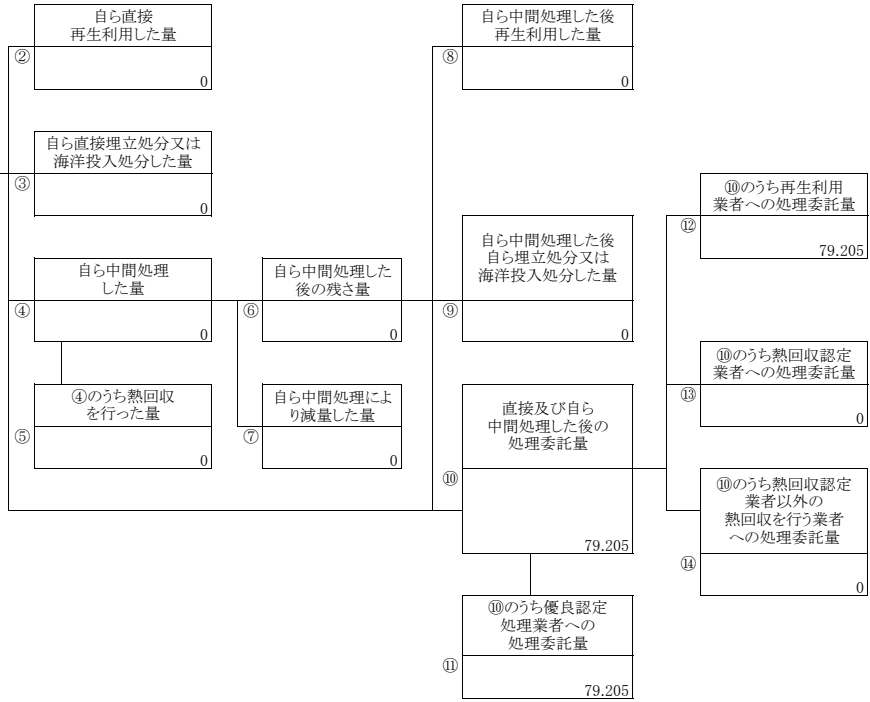 自ら直接
再生利用した量
②
0
自ら直接埋立処分又は
海洋投入処分した量
③
0
自ら中間処理
した量
④
0
④のうち熱回収
を行った量
⑤
0
自ら中間処理した
後の残さ量
⑥
0
自ら中間処理によ
り減量した量
⑦
0
自ら中間処理した後
再生利用した量
⑧
0
自ら中間処理した後
自ら埋立処分又は
海洋投入処分した量
⑨
0
直接及び自ら
中間処理した後の
処理委託量
⑩
79.205
⑩のうち優良認定
処理業者への
処理委託量
⑪
79.205
⑩のうち再生利用
業者への処理委託量
⑫
79.205
⑩のうち熱回収認定
業者への処理委託量
⑬
0
⑩のうち熱回収認定
業者以外の
熱回収を行う業者
への処理委託量
⑭
0